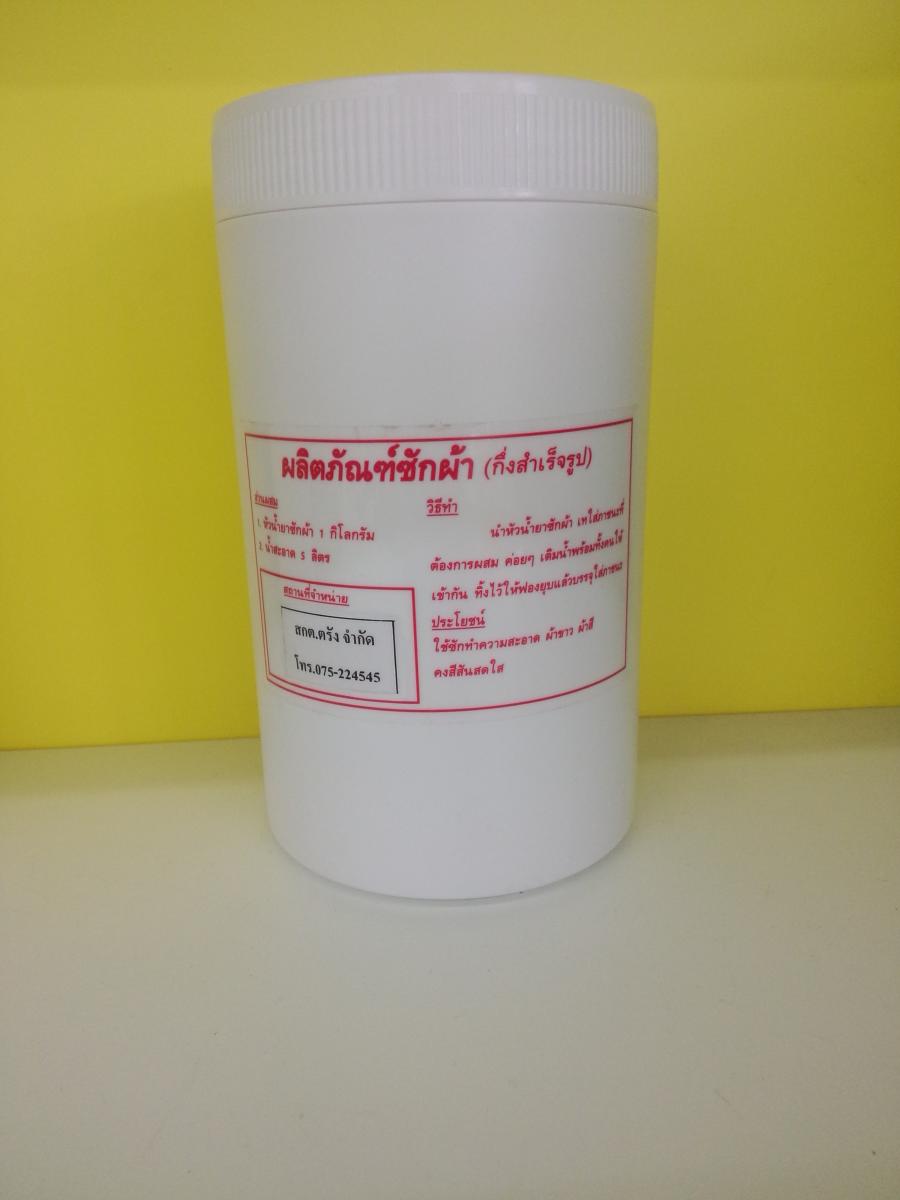 ผลิตภัณฑ์ซักผ้า (กึ่งสำเร็จรูป)
ส่วนผสม
1. หัวน้ำยาซักผ้า 1 กิโลกรัม
2. น้ำสะอาด 5 ลิตร
สถานที่จำหน่าย
สกต.ตรัง จำกัด
โทร.075-224545
วิธีทำ
นำหัวน้ำยาซักผ้า เทใส่ภาชนะที่
ต้องการผสม ค่อยๆ เติมน้ำพร้อมทั้งคนให้
เข้ากัน ทิ้งไว้ให้ฟองยุบแล้วบรรจุใส่ภาชนะ
ประโยชน์
ใช้ซักทำความสะอาด ผ้าขาว ผ้าสี
คงสีสันสดใส